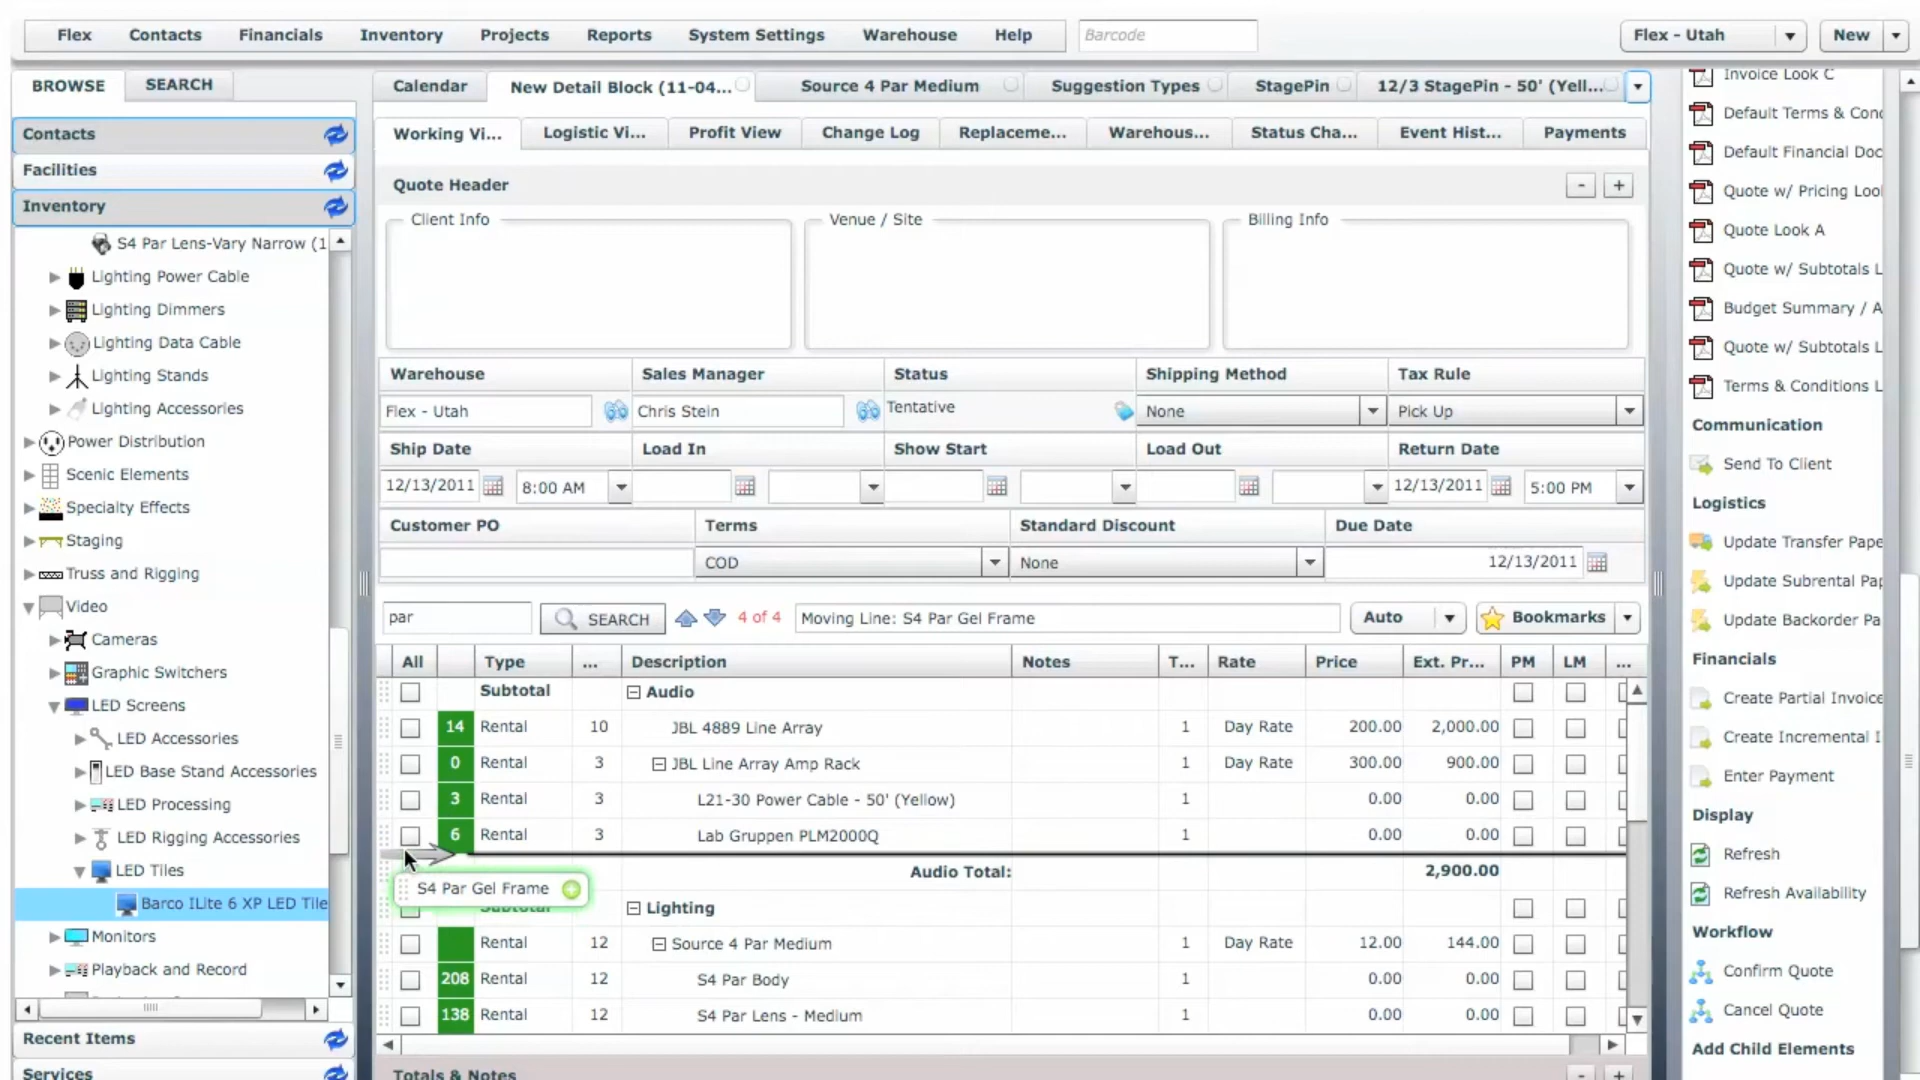 Flex Contacts Financials Inventory Projects Reports System Settings Warehouse Help Barcode Flex - Utah New
BROWSE SEARCH
Contacts
Facilities
Inventory
S4 Par Lens-Vary Narrow (1
Lighting Power Cable
Lighting Dimmers
Lighting Data Cable
Lighting Stands
Lighting Accessories
Power Distribution
Scenic Elements
Specialty Effects
Staging
Truss and Rigging
Video
Cameras
Graphic Switchers
LED Screens
LED Accessories
LED Base Stand Accessories
LED Processing
LED Rigging Accessories
LED Tiles
Barco ILite 6 XP LED Tile
Monitors
Playback and Record
Recent Items
Services
Calendar New Detail Block (11-04... Source 4 Par Medium Suggestion Types StagePin 12/3 StagePin - 50' (Yell...
Working Vi... Logistic Vi... Profit View Change Log Replaceme... Warehous... Status Cha... Event Hist... Payments
Quote Header - +
Client Info Venue / Site Billing Info
Warehouse Sales Manager Status Shipping Method Tax Rule
Flex - Utah Chris Stein Tentative None Pick Up
Ship Date Load In Show Start Load Out Return Date
12/13/2011 8:00 AM 12/13/2011 5:00 PM
Customer PO Terms Standard Discount Due Date
COD None 12/13/2011
par SEARCH 4 of 4 Moving Line: S4 Par Gel Frame Auto Bookmarks
All Type ... Description Notes T... Rate Price Ext. Pr... PM LM ...
Subtotal Audio
14 Rental 10 JBL 4889 Line Array 1 Day Rate 200.00 2,000.00
0 Rental 3 JBL Line Array Amp Rack 1 Day Rate 300.00 900.00
3 Rental 3 L21-30 Power Cable - 50' (Yellow) 1 0.00 0.00
6 Rental 3 Lab Gruppen PLM2000Q 1 0.00 0.00
Audio Total: 2,900.00
S4 Par Gel Frame
Subtotal Lighting
Rental 12 Source 4 Par Medium 1 Day Rate 12.00 144.00
208 Rental 12 S4 Par Body 1 0.00 0.00
138 Rental 12 S4 Par Lens - Medium 1 0.00 0.00
Totals & Notes - +
Invoice Look C
Default Terms & Cond
Default Financial Doc
Quote w/ Pricing Loo
Quote Look A
Quote w/ Subtotals L
Budget Summary / A
Quote w/ Subtotals L
Terms & Conditions L
Communication
Send To Client
Logistics
Update Transfer Pape
Update Subrental Pap
Update Backorder Pa
Financials
Create Partial Invoice
Create Incremental I
Enter Payment
Display
Refresh
Refresh Availability
Workflow
Confirm Quote
Cancel Quote
Add Child Elements